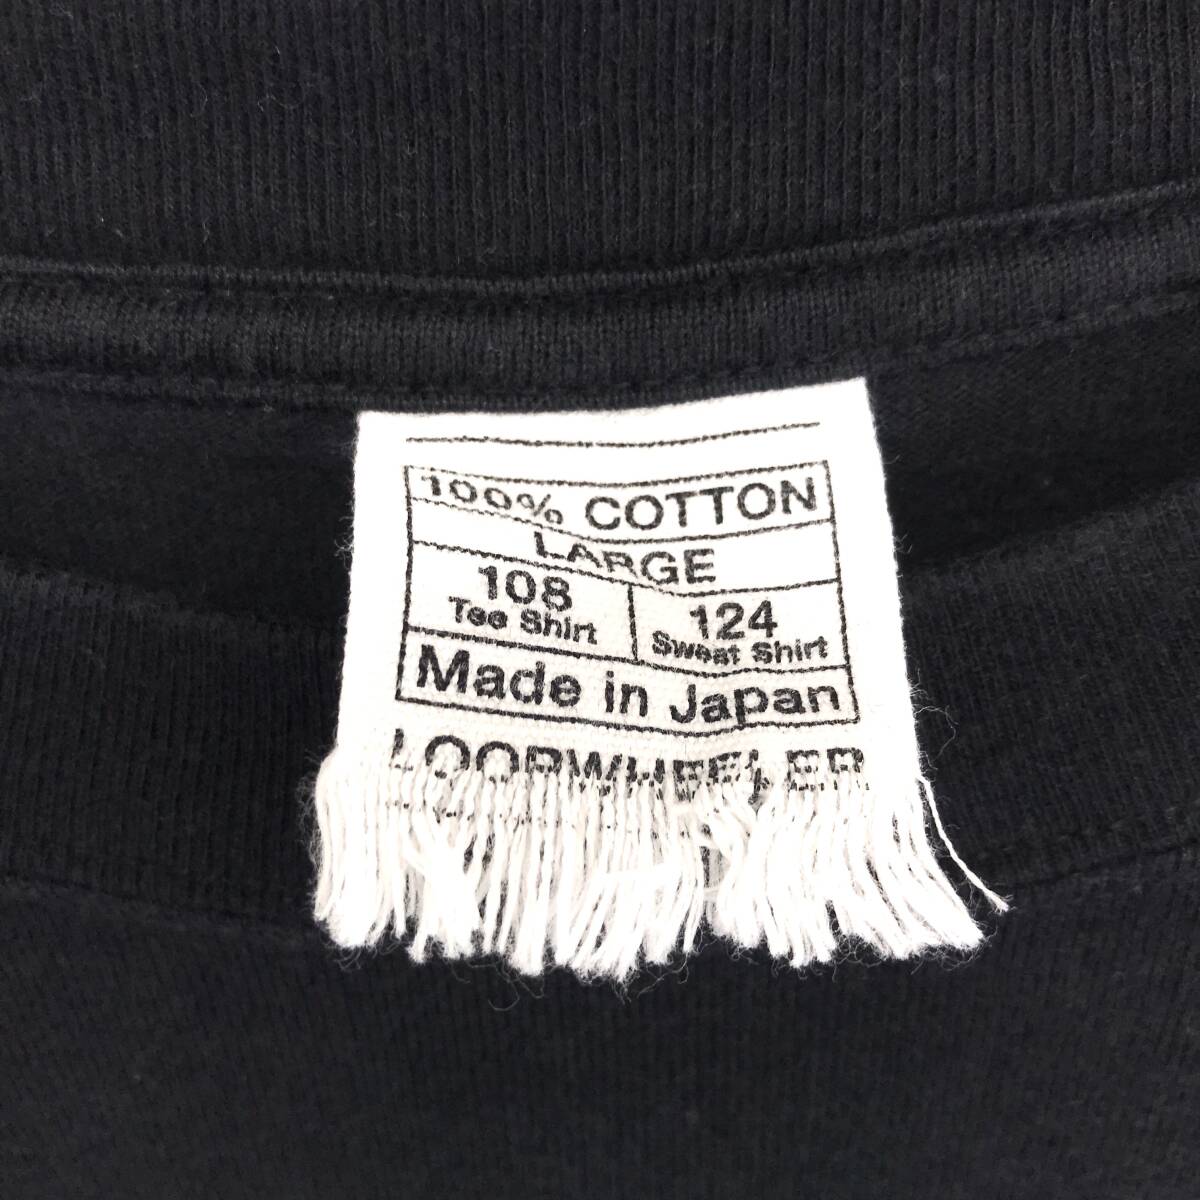 100% COTTON
LARGE
108 124
Tee Shirt Sweat Shirt
Made in Japan
LOOPWHEELER